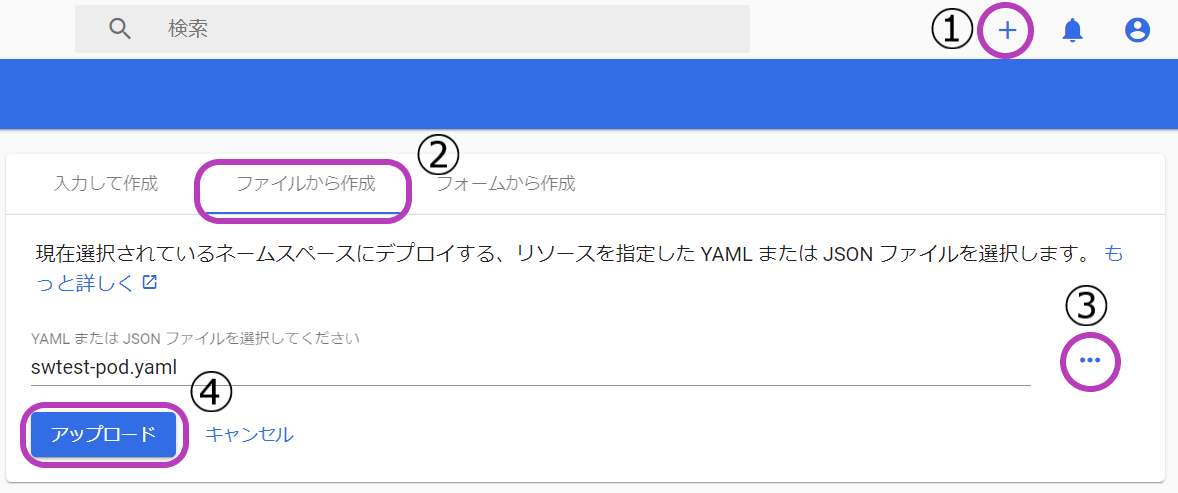 検索
①
②
入力して作成 ファイルから作成 フォームから作成
現在選択されているネームスペースにデプロイする、リソースを指定した YAML または JSON ファイルを選択します。 も
っと詳しく
③
YAML または JSON ファイルを選択してください
swtest-pod.yaml
④
アップロード キャンセル